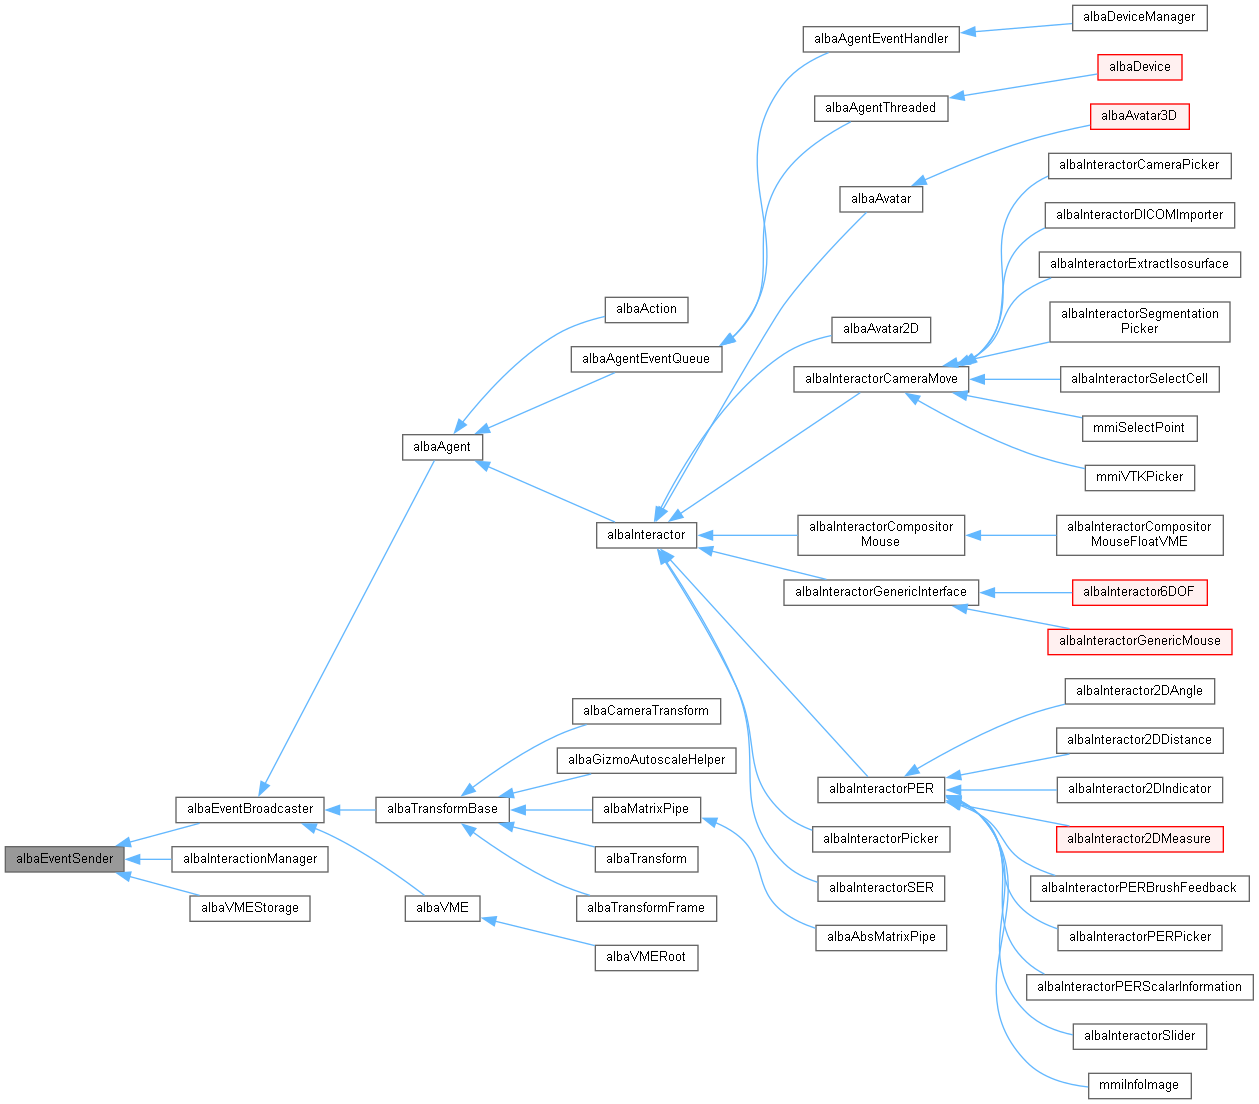 albaDeviceManager
albaAgentEventHandler
albaDevice
albaAgentThreaded
albaAvatar3D
albaInteractorCameraPicker
albaAvatar
albaInteractorDICOMImporter
albaInteractorExtractIsosurface
albaAction
albaInteractorSegmentation
Picker
albaAvatar2D
albaAgentEventQueue
albaInteractorCameraMove
albaInteractorSelectCell
mmiSelectPoint
albaAgent
mmiVTKPicker
albaInteractor
albaInteractorCompositor
Mouse
albaInteractorCompositor
MouseFloatVME
albaInteractorGenericInterface
albaInteractor6DOF
albaInteractorGenericMouse
albaInteractor2DAngle
albaCameraTransform
albaInteractor2DDistance
albaGizmoAutoscaleHelper
albaInteractorPER
albaInteractor2DIndicator
albaEventBroadcaster
albaTransformBase
albaMatrixPipe
albaInteractorPicker
albaInteractor2DMeasure
albaEventSender
albaInteractionManager
albaTransform
albaInteractorSER
albaInteractorPERBrushFeedback
albaVMEStorage
albaVME
albaTransformFrame
albaAbsMatrixPipe
albaInteractorPERPicker
albaVMERoot
albaInteractorPERScalarInformation
albaInteractorSlider
mmiInfoImage